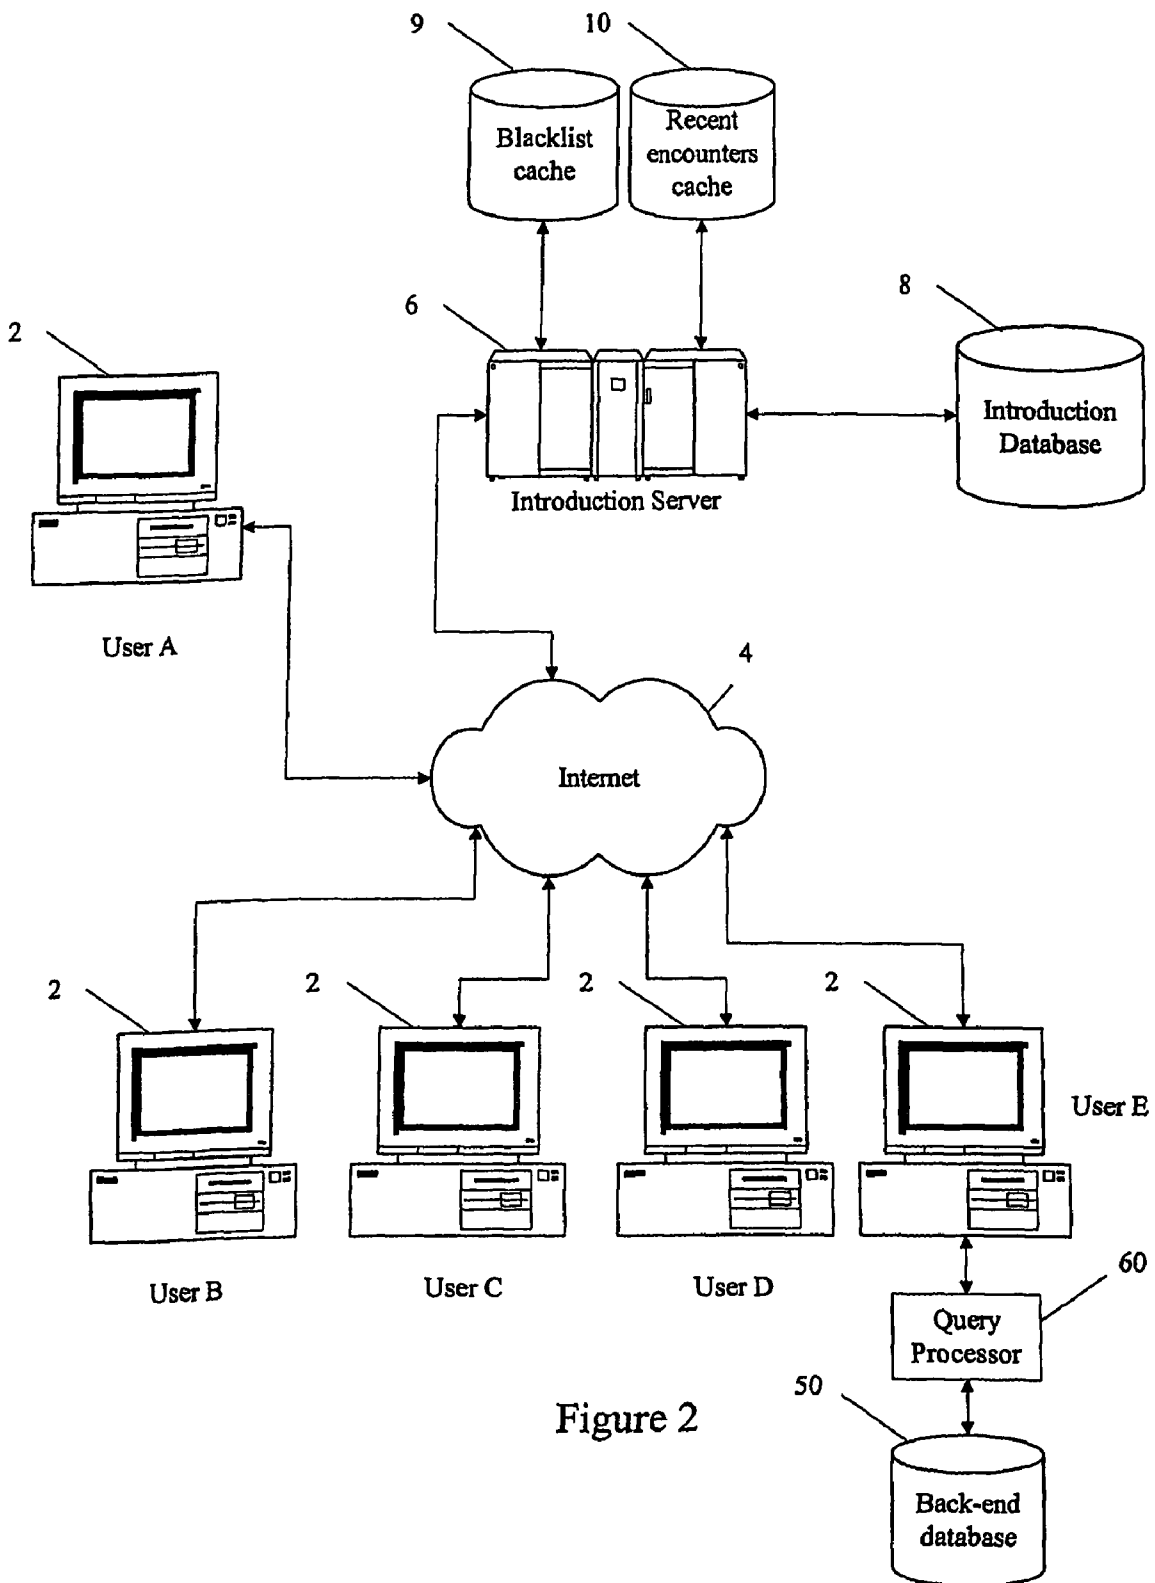 9
10
Blacklist
cache
Recent
encounters
cache
6
8
2
Introduction
Database
Introduction Server
User A
4
Internet
2
2
2
2
User E
User B
User C
User D
60
Query
Processor
50
Figure 2
Back-end
database